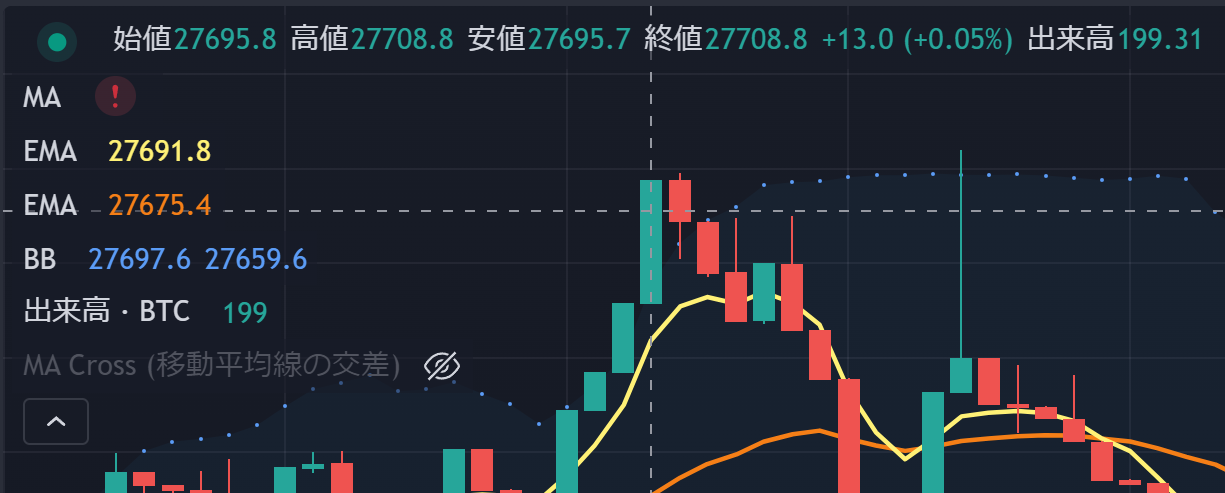 始値27695.8 高値27708.8 安値27695.7 終値27708.8 +13.0 (+0.05%) 出来高199.31
MA !
EMA 27691.8
EMA 27675.4
BB 27697.6 27659.6
出来高・BTC 199
MA Cross (移動平均線の交差)